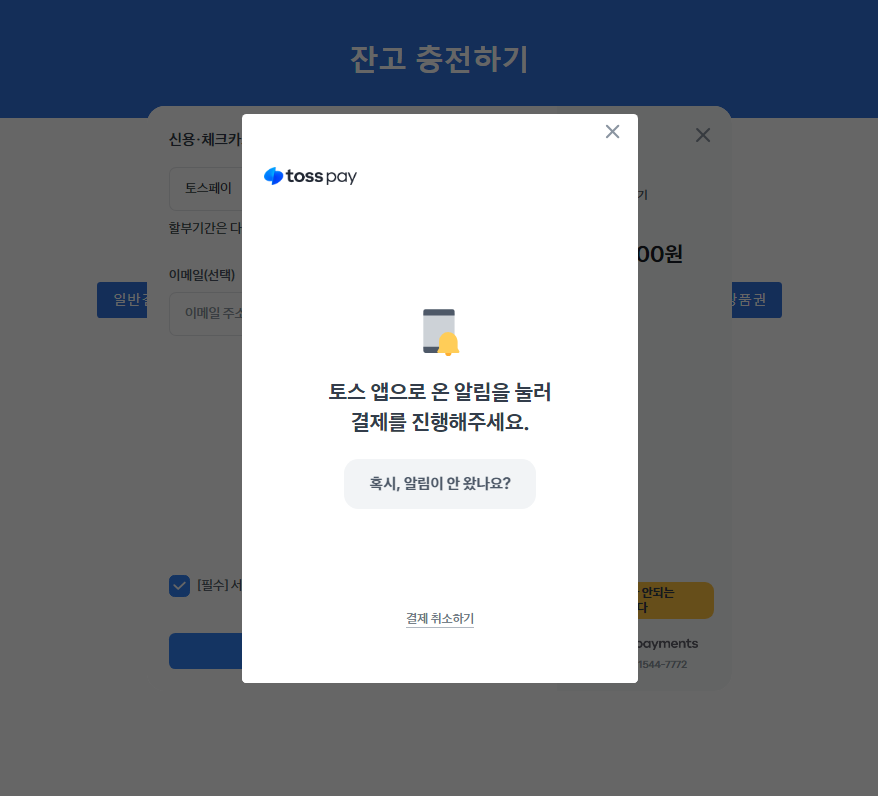 잔고 충전하기
신용·체크카
토스페이
할부기간은 다
이메일(선택)
이메일 주소
일반
[필수] 서
toss pay
토스 앱으로 온 알림을 눌러
결제를 진행해주세요.
혹시, 알림이 안 왔나요?
결제 취소하기
기
00원
상품권
안되는
다
payments
1544-7772